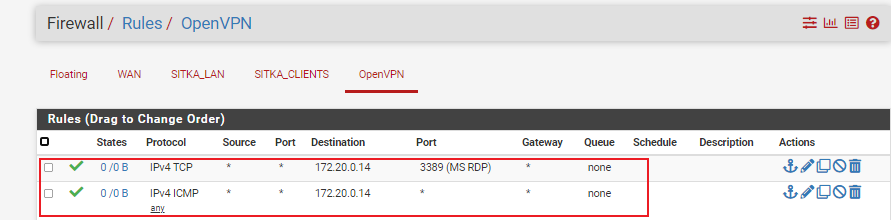 Firewall / Rules / OpenVPN
Floating WAN SITKA_LAN SITKA_CLIENTS OpenVPN
Rules (Drag to Change Order)
States Protocol Source Port Destination Port Gateway Queue Schedule Description Actions
0 /0 B IPv4 TCP * * 172.20.0.14 3389 (MS RDP) * none
0 /0 B IPv4 ICMP * * 172.20.0.14 * * none
any